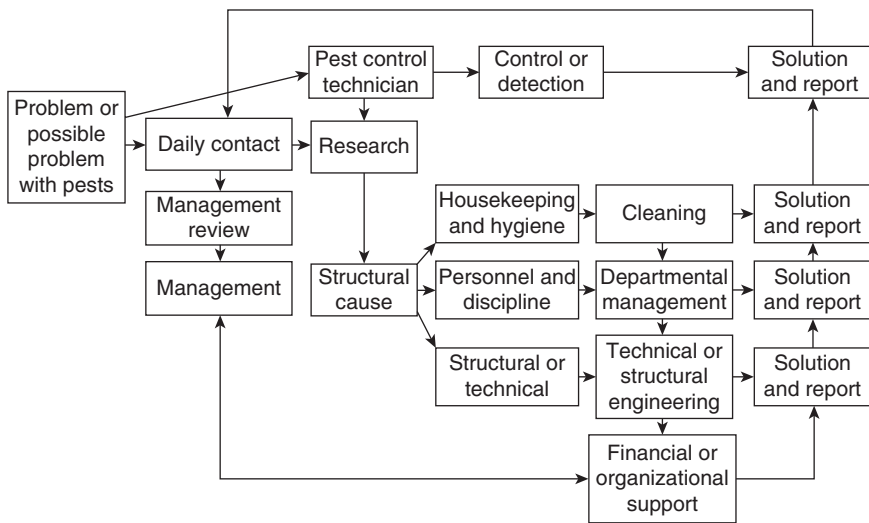 Pest control
technician
Control or
detection
Solution
and report
Problem or
possible
problem
with pests
Daily contact
Research
Management
review
Housekeeping
and hygiene
Cleaning
Solution
and report
Management
Structural
cause
Personnel and
discipline
Departmental
management
Solution
and report
Structural or
technical
Technical or
structural
engineering
Solution
and report
Financial or
organizational
support